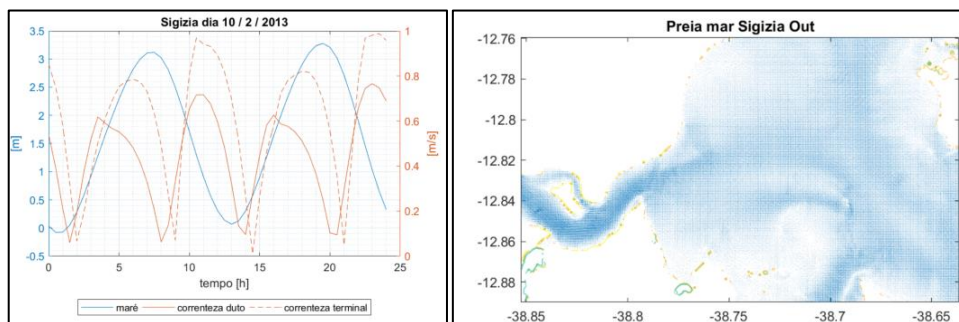 Sigizia dia 10 / 2 / 2013
3.5
3
2.5
2
1.5
1
0.5
0
-0.5
[m]
1
0.8
0.6
0.4
0.2
0
[m/s]
0 5 10 15 20 25
tempo [h]
maré correnteza duto correnteza terminal
Preia mar Sigizia Out
-12.76
-12.78
-12.8
-12.82
-12.84
-12.86
-12.88
-38.85 -38.8 -38.75 -38.7 -38.65